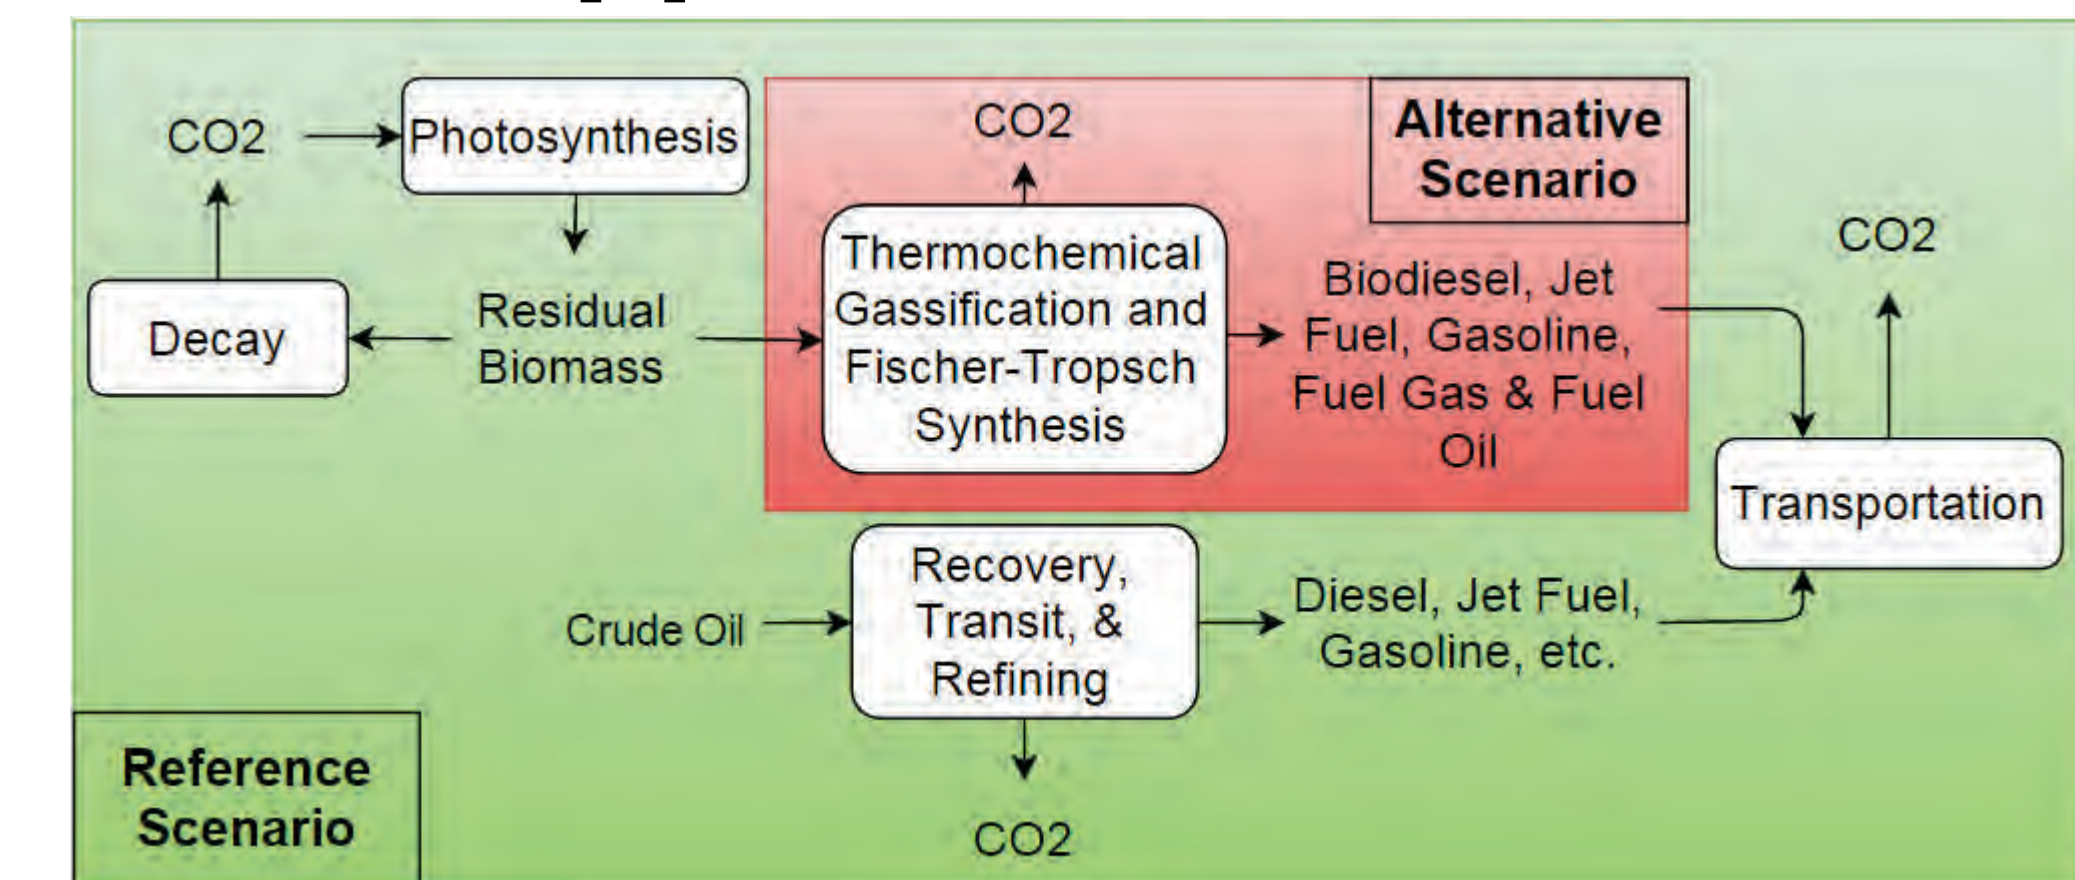 CO2
Photosynthesis
CO2
Alternative
Scenario
CO2
Decay
Residual
Biomass
Thermochemical
Gassification and
Fischer-Tropsch
Synthesis
Biodiesel, Jet
Fuel, Gasoline,
Fuel Gas & Fuel
Oil
Transportation
Crude Oil
Recovery,
Transit, &
Refining
Diesel, Jet Fuel,
Gasoline, etc.
CO2
Reference
Scenario